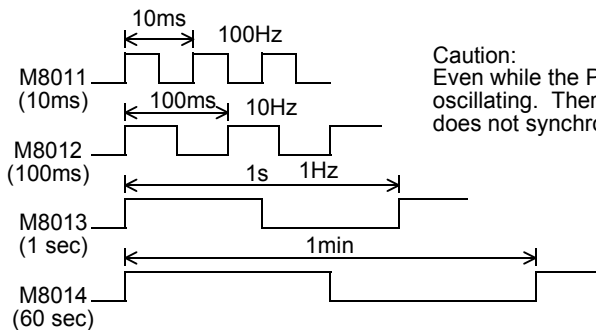 10ms
100Hz
M8011
(10ms)
100ms
10Hz
M8012
(100ms)
1s
1Hz
M8013
(1 sec)
1min
M8014
(60 sec)
Caution:
Even while the P
oscillating. Ther
does not synchro